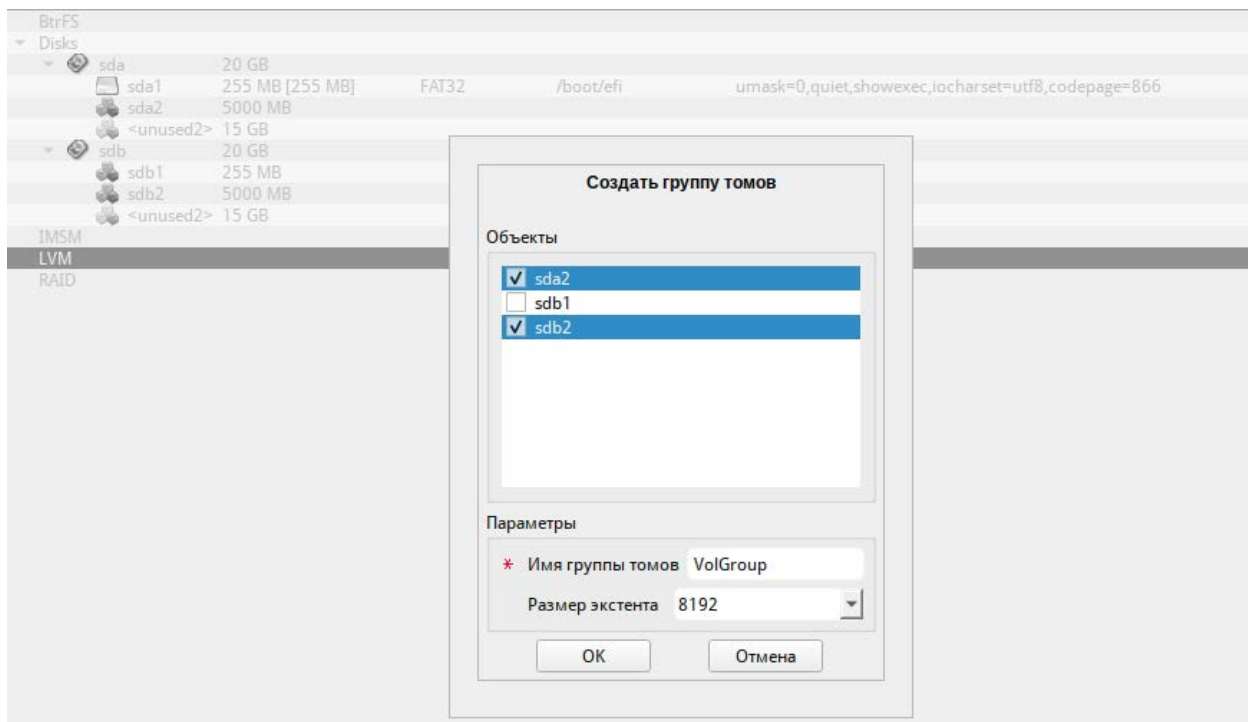 BtrFS
Disks
sda 20 GB
sda1 255 MB [255 MB] FAT32 /boot/efi umask=0,quiet,showexec,iocharset=utf8,codepage=866
sda2 5000 MB
<unused2> 15 GB
sdb 20 GB
sdb1 255 MB
sdb2 5000 MB
<unused2> 15 GB
IMSM
LVM
RAID
Создать группу томов
Объекты
sda2
sdb1
sdb2
Параметры
* Имя группы томов VolGroup
Размер экстента 8192
OK Отмена